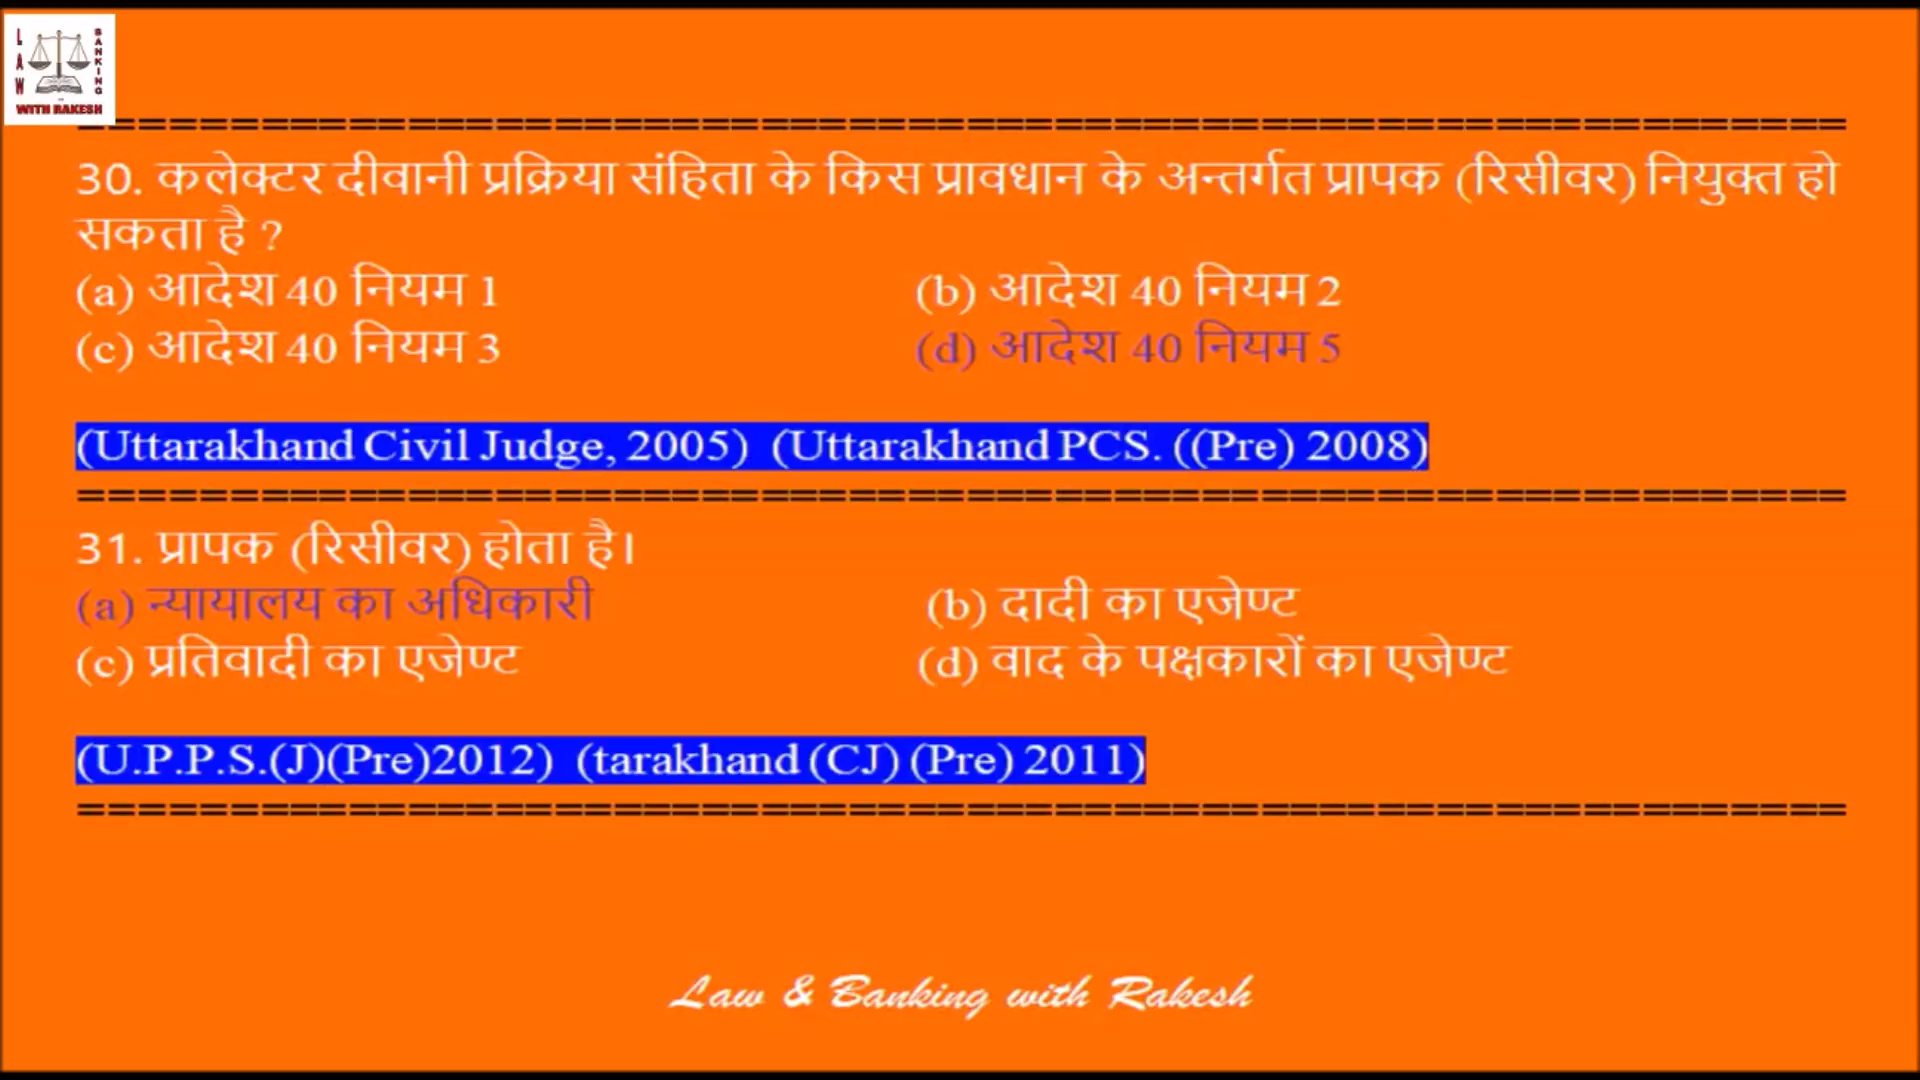 LAW BANKING
WITH RAKESH
==========================================================
30. कलेक्टर दीवानी प्रक्रिया संहिता के किस प्रावधान के अन्तर्गत प्रापक (रिसीवर) नियुक्त हो
सकता है ?
(a) आदेश 40 नियम 1 (b) आदेश 40 नियम 2
(c) आदेश 40 नियम 3 (d) आदेश 40 नियम 5
(Uttarakhand Civil Judge, 2005) (Uttarakhand PCS. ((Pre) 2008)
==========================================================
31. प्रापक (रिसीवर) होता है।
(a) न्यायालय का अधिकारी (b) दादी का एजेण्ट
(c) प्रतिवादी का एजेण्ट (d) वाद के पक्षकारों का एजेण्ट
(U.P.P.S.(J)(Pre)2012) (tarakhand (CJ) (Pre) 2011)
==========================================================
Law & Banking with Rakesh